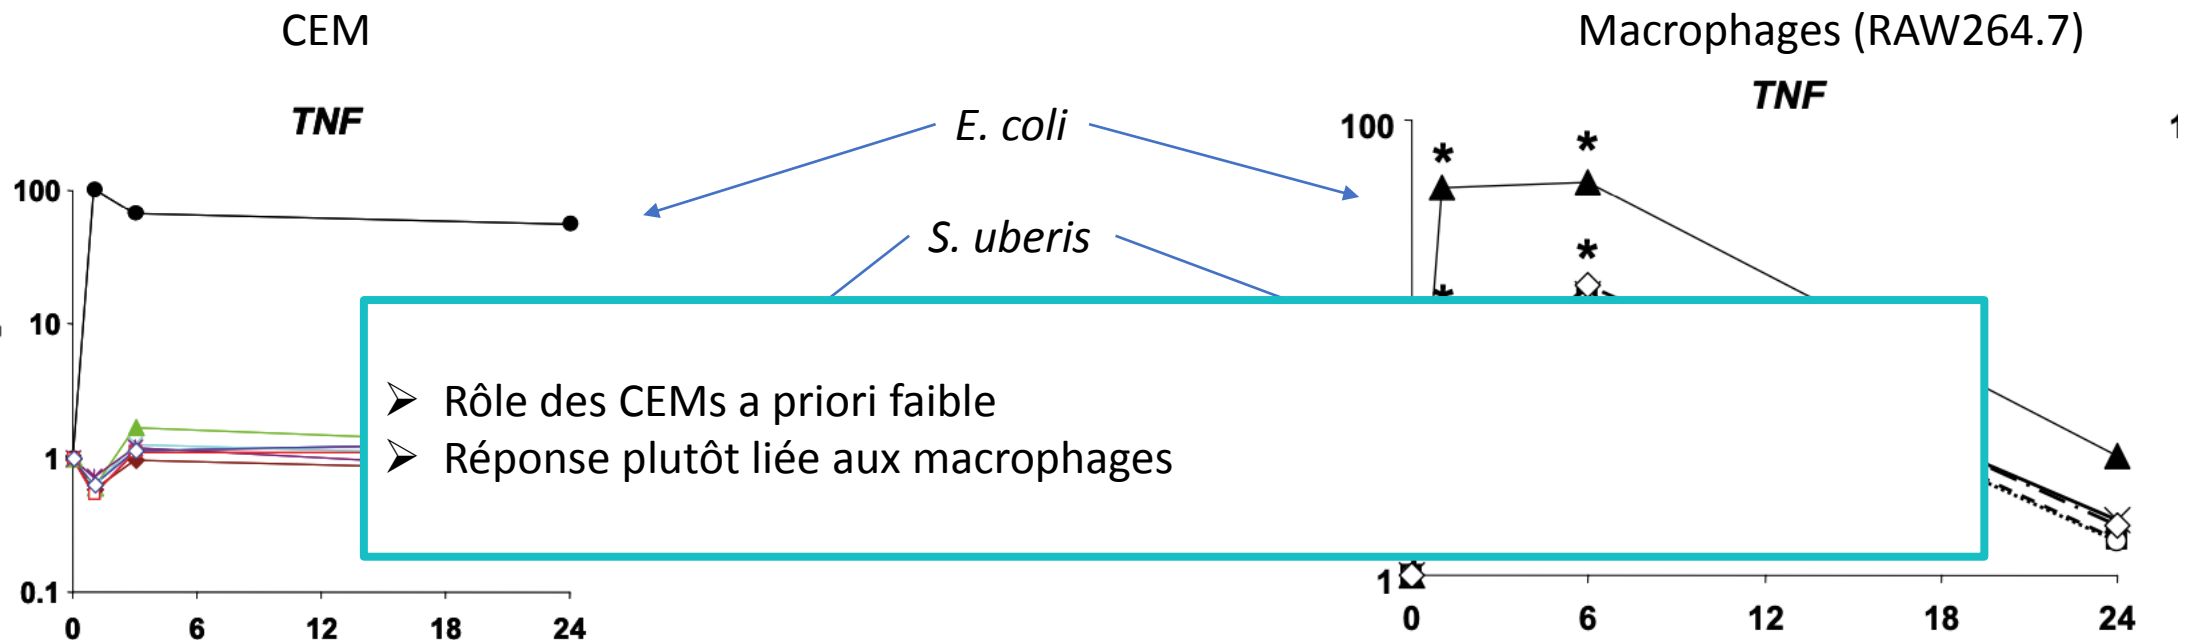 CEM
Macrophages (RAW264.7)
TNF
TNF
E. coli
S. uberis
100
10
1
0.1
0 6 12 18 24
100
*
*
*
*
1
0 6 12 18 24
➢ Rôle des CEMs a priori faible
➢ Réponse plutôt liée aux macrophages